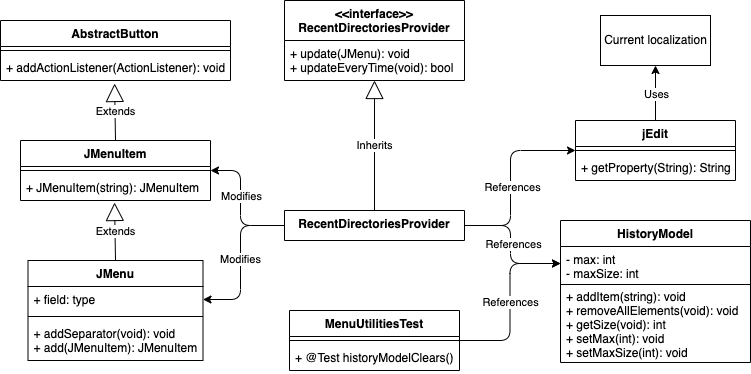 AbstractButton
+ addActionListener(ActionListener): void
Extends
JMenuItem
+ JMenuItem(string): JMenuItem
Extends
JMenu
+ field: type
+ addSeparator(void): void
+ add(JMenuItem): JMenuItem
<<interface>>
RecentDirectoriesProvider
+ update(JMenu): void
+ updateEveryTime(void): bool
Inherits
Modifies
RecentDirectoriesProvider
Modifies
References
References
References
MenuUtilitiesTest
+ @Test historyModelClears()
Current localization
Uses
jEdit
+ getProperty(String): String
HistoryModel
- max: int
- maxSize: int
+ addItem(string): void
+ removeAllElements(void): void
+ getSize(void): int
+ setMax(int): void
+ setMaxSize(int): void